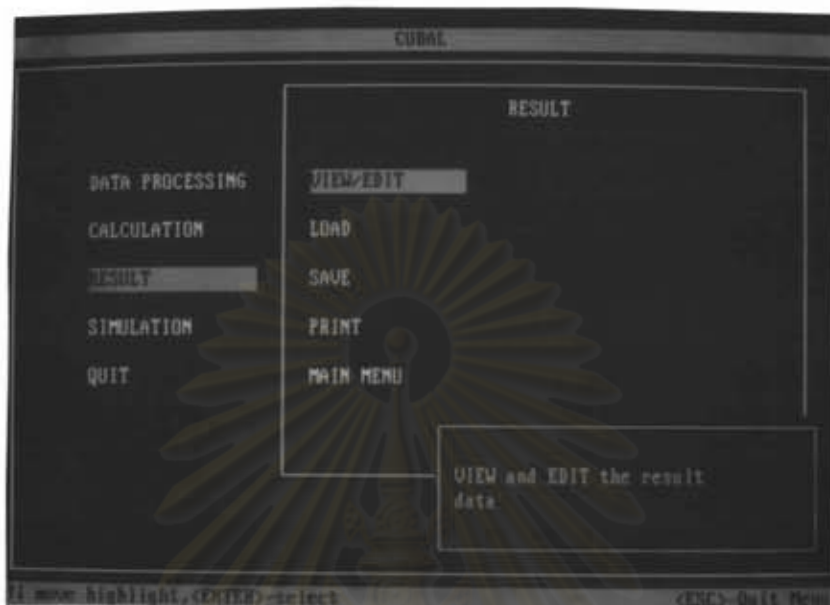 CUBAL
RESULT
DATA PROCESSING
CALCULATION
RESULT
SIMULATION
QUIT
VIEW/EDIT
LOAD
SAVE
PRINT
MAIN MENU
VIEW and EDIT the result
data
move highlight,<ENTER>-select
<ESC>-Quit Menu